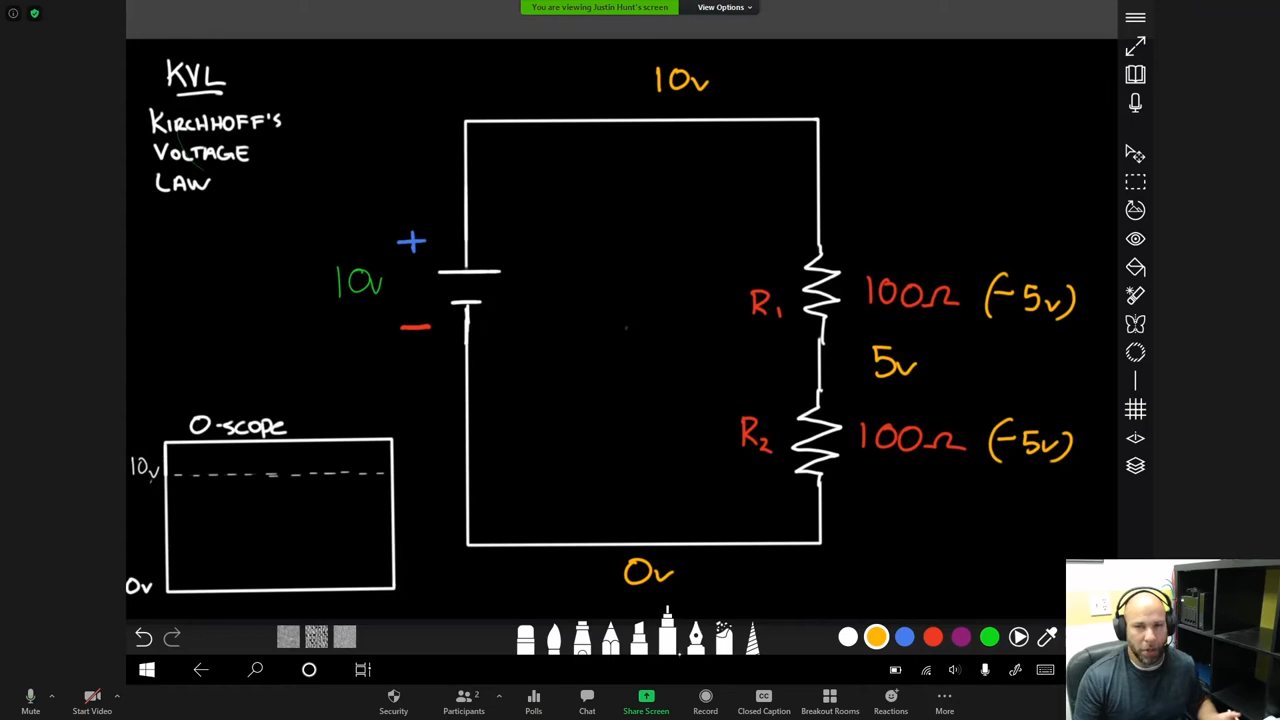 You are viewing Justin Hunt's screen
View Options
KVL
KIRCHHOFF'S
VOLTAGE
LAW
10v
+
10v
−
R1 100Ω (-5v)
5v
R2 100Ω (-5v)
O-scope
10v
0v
0v
Mute
Start Video
Security
Participants
2
Polls
Chat
Share Screen
Record
Closed Caption
Breakout Rooms
Reactions
More